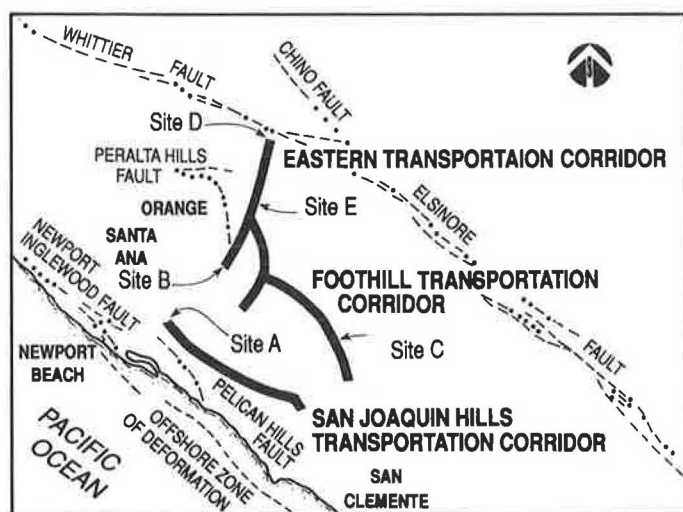 WHITTIER
FAULT
CHINO FAULT
Site D
PERALTA HILLS
FAULT
EASTERN TRANSPORTAION CORRIDOR
ORANGE
Site E
ELSINORE
SANTA
ANA
NEWPORT
INGLEWOOD FAULT
Site B
FOOTHILL TRANSPORTATION
CORRIDOR
Site A
Site C
FAULT
NEWPORT
BEACH
PELICAN HILLS
FAULT
SAN JOAQUIN HILLS
TRANSPORTATION CORRIDOR
PACIFIC
OCEAN
OFFSHORE ZONE
OF DEFORMATION
SAN
CLEMENTE